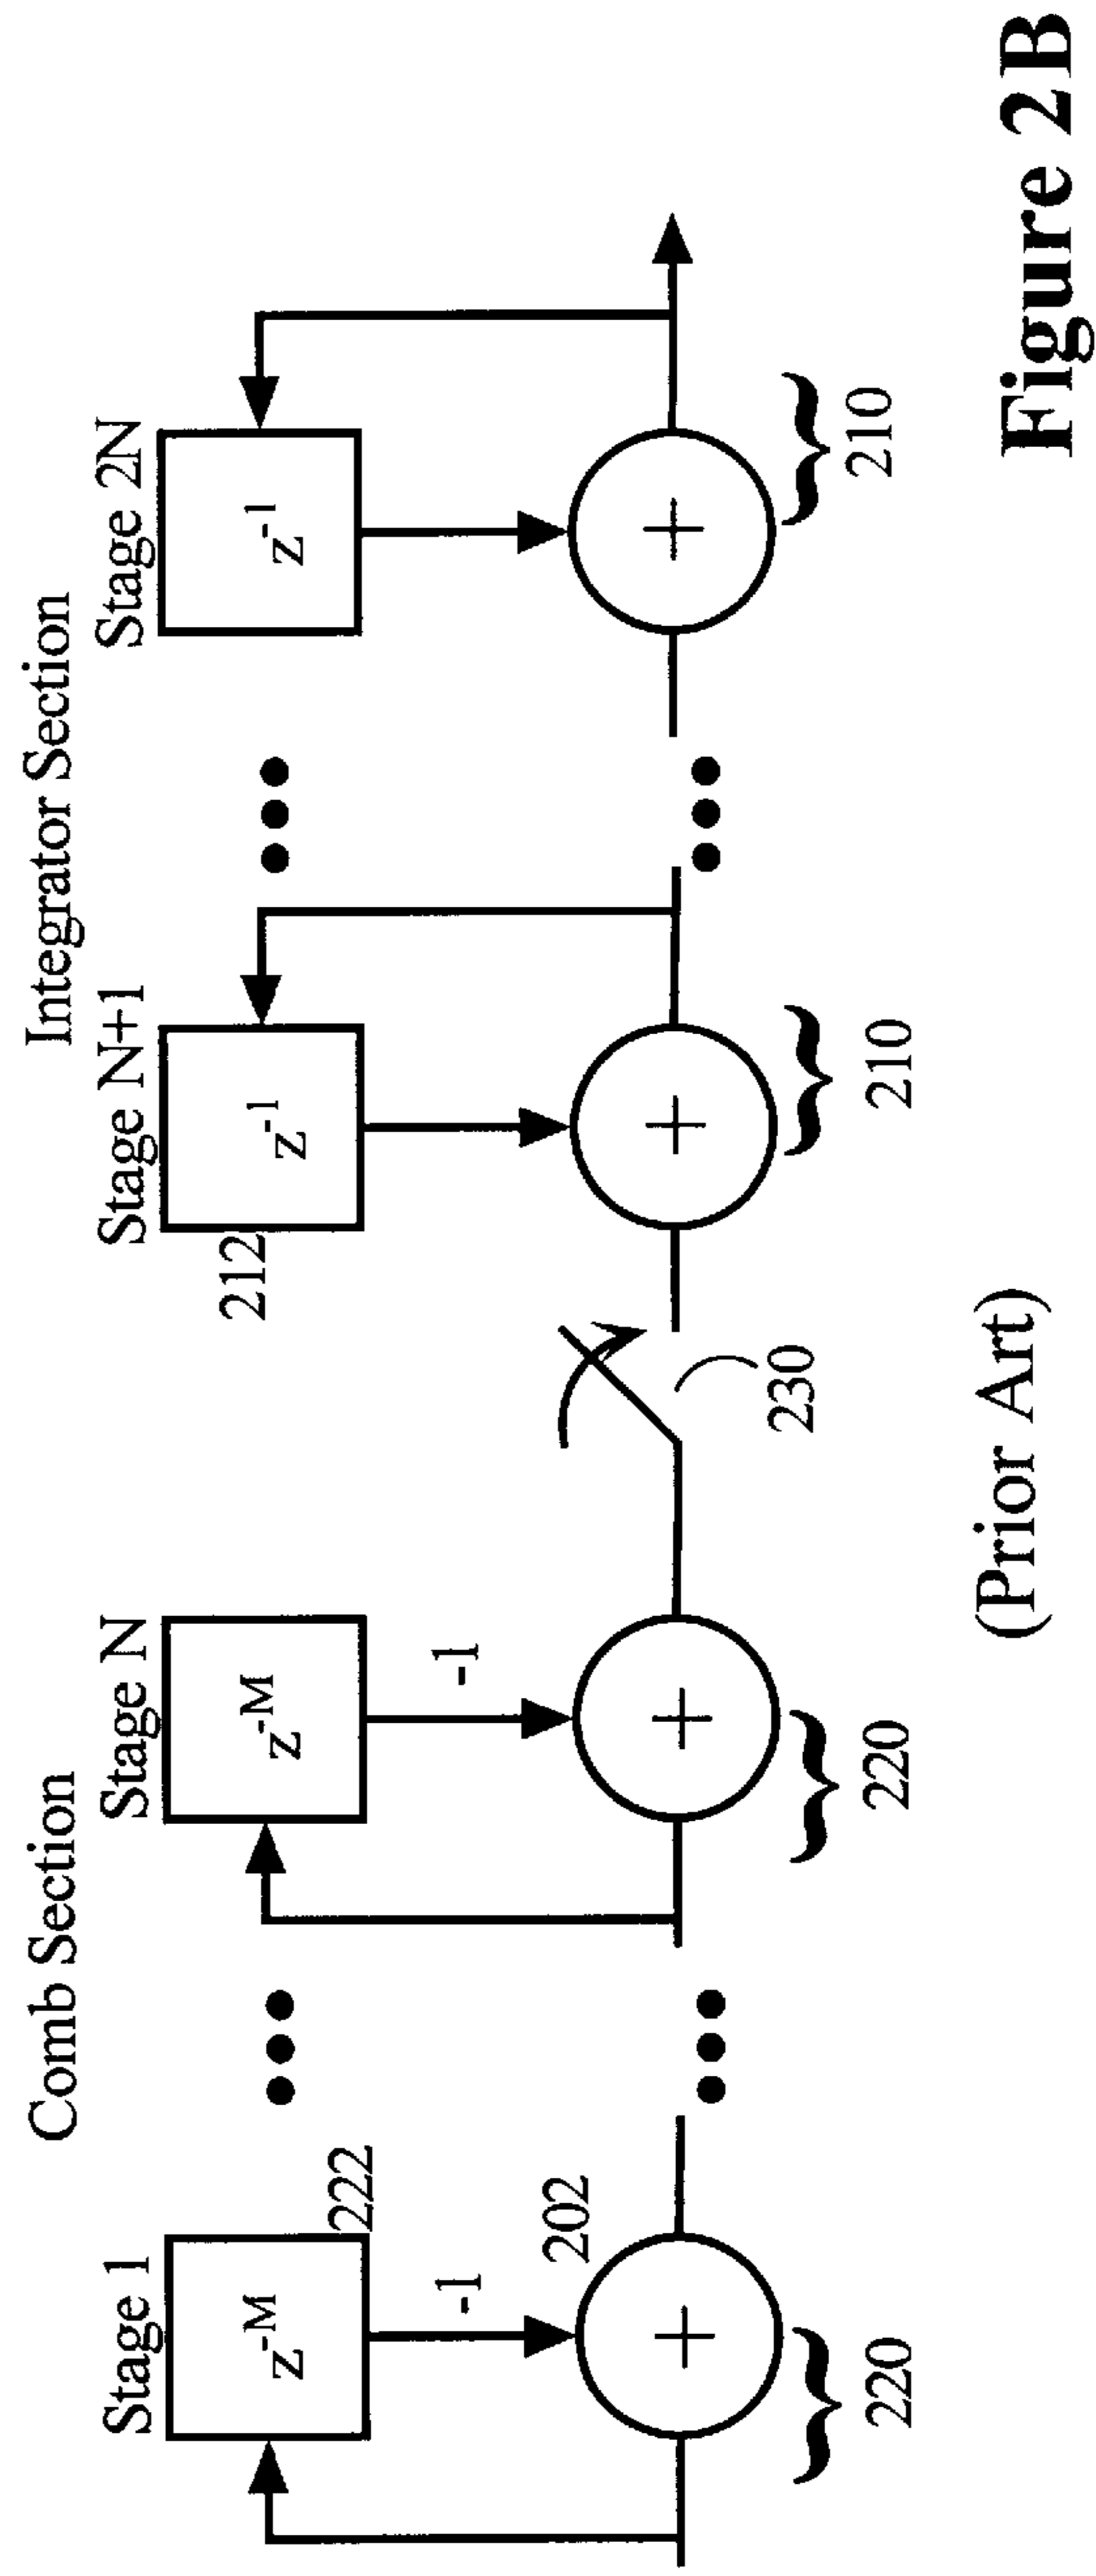 Comb Section
Integrator Section
Stage 1
Stage N
Stage N+1
Stage 2N
z-M
222
z-M
212
z-1
z-1
-1
-1
202
+
+
+
+
230
220
220
210
210
(Prior Art)
Figure 2B